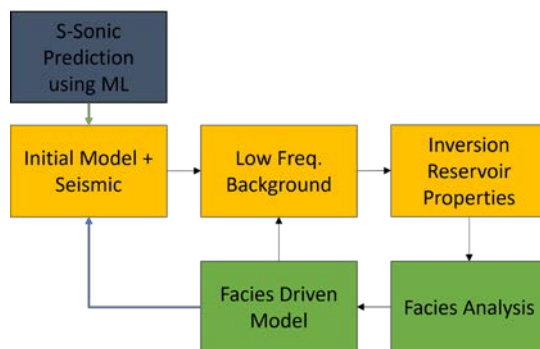 S-Sonic
Prediction
using ML
Initial Model +
Seismic
Low Freq.
Background
Inversion
Reservoir
Properties
Facies Driven
Model
Facies Analysis